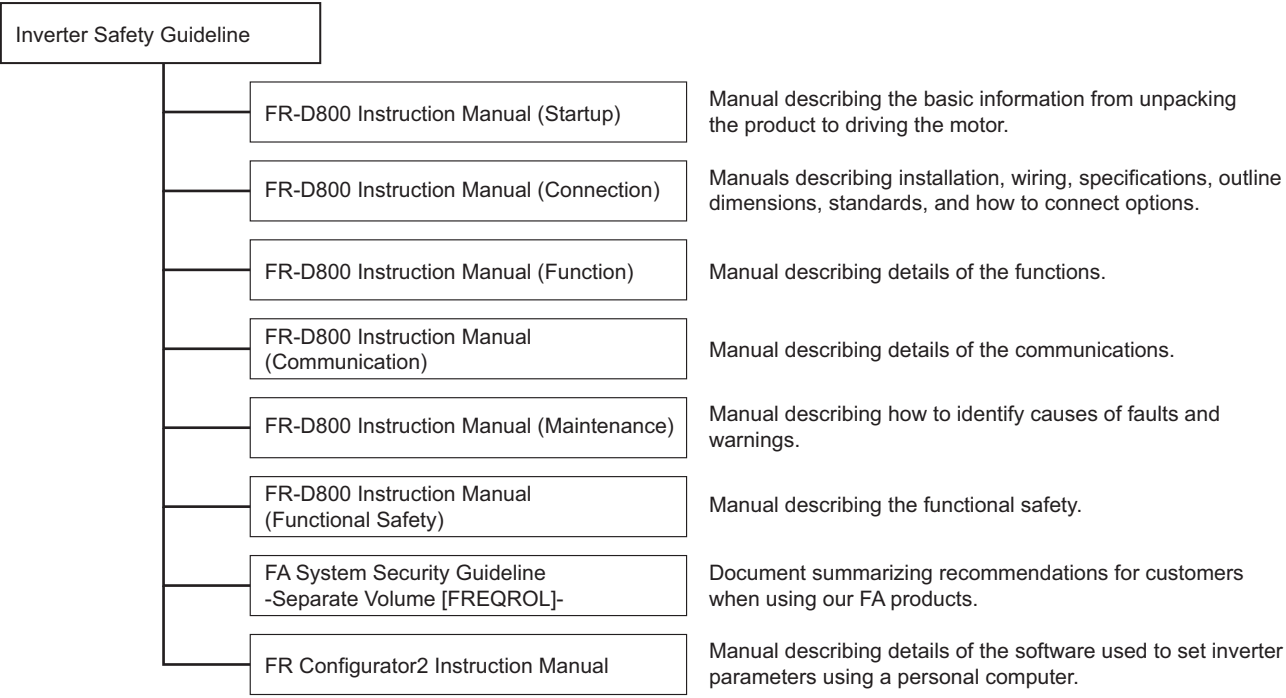 Inverter Safety Guideline
FR-D800 Instruction Manual (Startup)
Manual describing the basic information from unpacking
the product to driving the motor.
FR-D800 Instruction Manual (Connection)
Manuals describing installation, wiring, specifications, outline
dimensions, standards, and how to connect options.
FR-D800 Instruction Manual (Function)
Manual describing details of the functions.
FR-D800 Instruction Manual
(Communication)
Manual describing details of the communications.
FR-D800 Instruction Manual (Maintenance)
Manual describing how to identify causes of faults and
warnings.
FR-D800 Instruction Manual
(Functional Safety)
Manual describing the functional safety.
FA System Security Guideline
-Separate Volume [FREQROL]-
Document summarizing recommendations for customers
when using our FA products.
FR Configurator2 Instruction Manual
Manual describing details of the software used to set inverter
parameters using a personal computer.